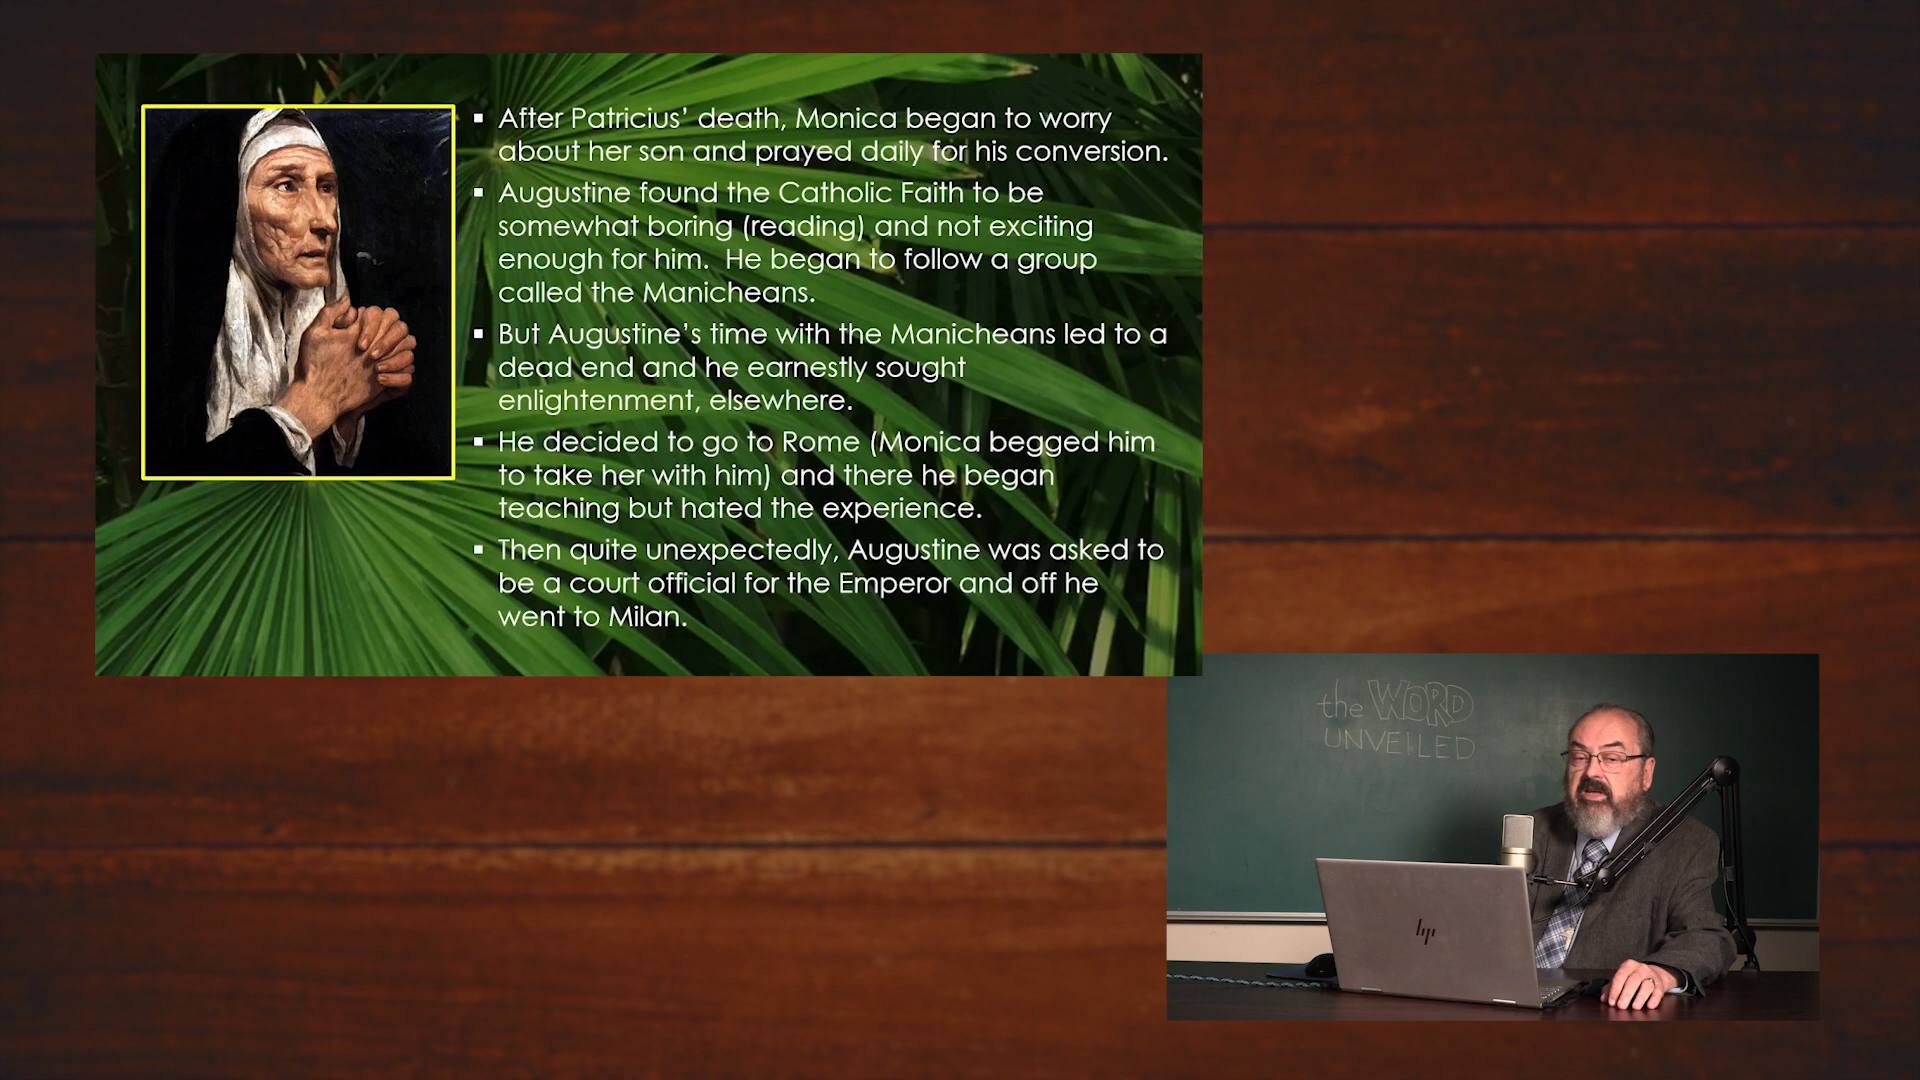 ▪ After Patricius’ death, Monica began to worry
about her son and prayed daily for his conversion.
▪ Augustine found the Catholic Faith to be
somewhat boring (reading) and not exciting
enough for him.  He began to follow a group
called the Manicheans.
▪ But Augustine’s time with the Manicheans led to a
dead end and he earnestly sought
enlightenment, elsewhere.
▪ He decided to go to Rome (Monica begged him
to take her with him) and there he began
teaching but hated the experience.
▪ Then quite unexpectedly, Augustine was asked to
be a court official for the Emperor and off he
went to Milan.
the WORD
UNVEILED
hp